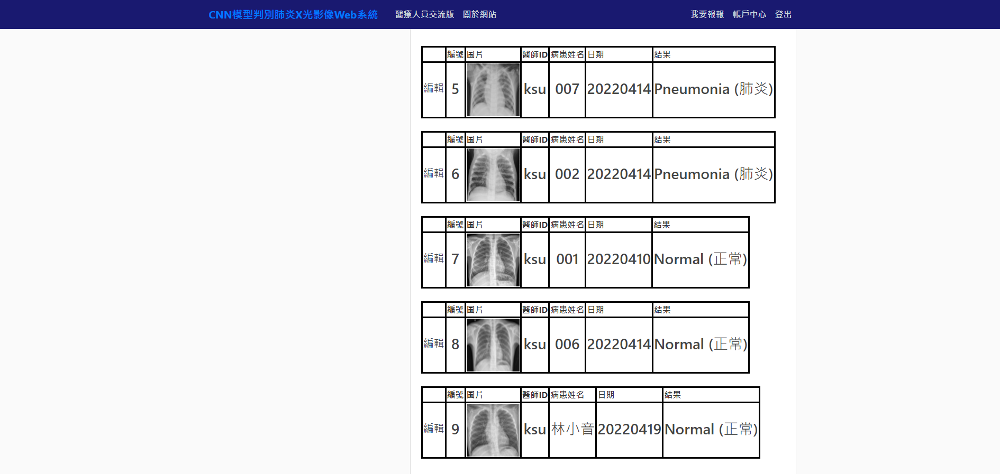 CNN模型判別肺炎X光影像Web系統 醫療人員交流版 關於網站 我要報報 帳戶中心 登出
編號 圖片 醫師ID 病患姓名 日期 結果
編輯 5 ksu 007 20220414 Pneumonia (肺炎)
編號 圖片 醫師ID 病患姓名 日期 結果
編輯 6 ksu 002 20220414 Pneumonia (肺炎)
編號 圖片 醫師ID 病患姓名 日期 結果
編輯 7 ksu 001 20220410 Normal (正常)
編號 圖片 醫師ID 病患姓名 日期 結果
編輯 8 ksu 006 20220414 Normal (正常)
編號 圖片 醫師ID 病患姓名 日期 結果
編輯 9 ksu 林小音 20220419 Normal (正常)